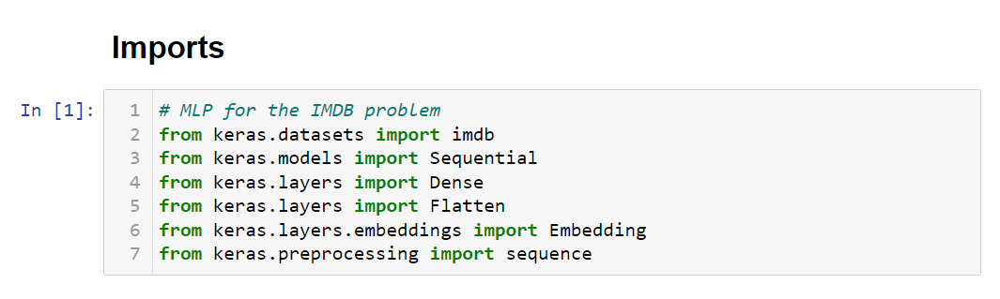 Imports
In [1]:
1 # MLP for the IMDB problem
2 from keras.datasets import imdb
3 from keras.models import Sequential
4 from keras.layers import Dense
5 from keras.layers import Flatten
6 from keras.layers.embeddings import Embedding
7 from keras.preprocessing import sequence